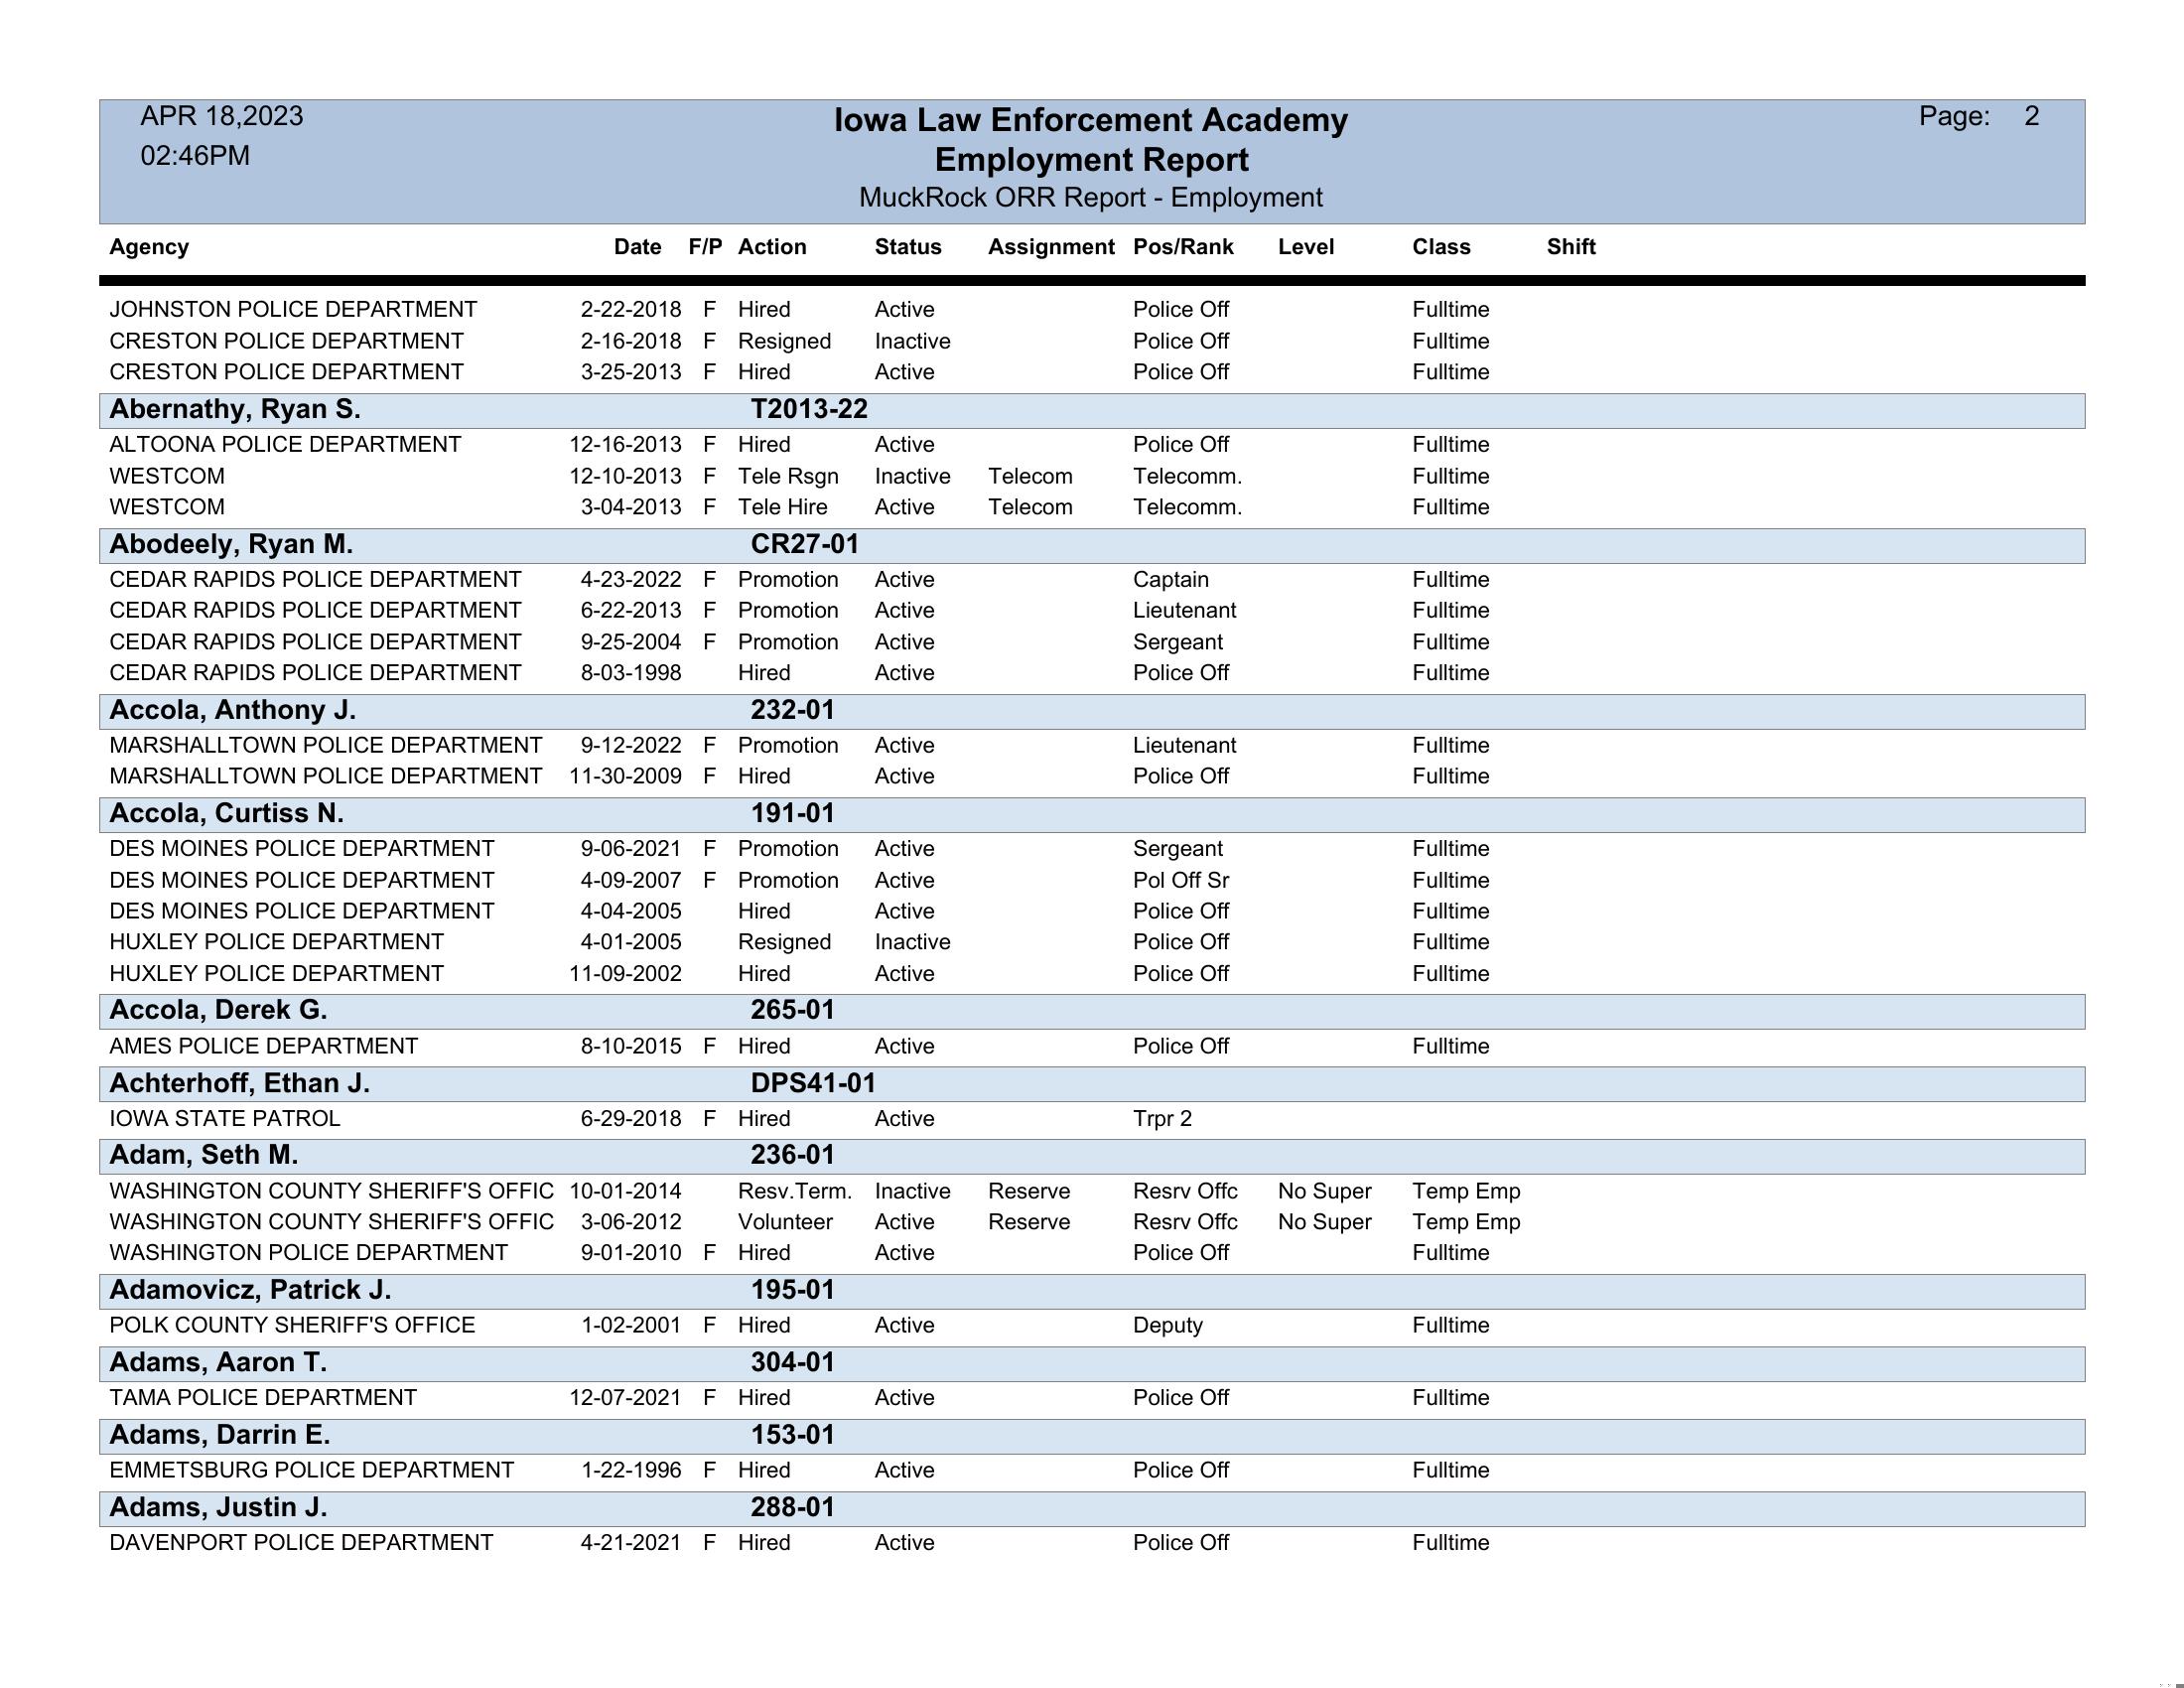 APR 18,2023 Iowa Law Enforcement Academy Page: 2
02:46PM Employment Report
MuckRock ORR Report - Employment
Agency Date F/P Action Status Assignment Pos/Rank Level Class Shift
JOHNSTON POLICE DEPARTMENT 2-22-2018 F Hired Active Police Off Fulltime
CRESTON POLICE DEPARTMENT 2-16-2018 F Resigned Inactive Police Off Fulltime
CRESTON POLICE DEPARTMENT 3-25-2013 F Hired Active Police Off Fulltime
Abernathy, Ryan S. T2013-22
ALTOONA POLICE DEPARTMENT 12-16-2013 F Hired Active Police Off Fulltime
WESTCOM 12-10-2013 F Tele Rsgn Inactive Telecom Telecomm. Fulltime
WESTCOM 3-04-2013 F Tele Hire Active Telecom Telecomm. Fulltime
Abodeely, Ryan M. CR27-01
CEDAR RAPIDS POLICE DEPARTMENT 4-23-2022 F Promotion Active Captain Fulltime
CEDAR RAPIDS POLICE DEPARTMENT 6-22-2013 F Promotion Active Lieutenant Fulltime
CEDAR RAPIDS POLICE DEPARTMENT 9-25-2004 F Promotion Active Sergeant Fulltime
CEDAR RAPIDS POLICE DEPARTMENT 8-03-1998 Hired Active Police Off Fulltime
Accola, Anthony J. 232-01
MARSHALLTOWN POLICE DEPARTMENT 9-12-2022 F Promotion Active Lieutenant Fulltime
MARSHALLTOWN POLICE DEPARTMENT 11-30-2009 F Hired Active Police Off Fulltime
Accola, Curtiss N. 191-01
DES MOINES POLICE DEPARTMENT 9-06-2021 F Promotion Active Sergeant Fulltime
DES MOINES POLICE DEPARTMENT 4-09-2007 F Promotion Active Pol Off Sr Fulltime
DES MOINES POLICE DEPARTMENT 4-04-2005 Hired Active Police Off Fulltime
HUXLEY POLICE DEPARTMENT 4-01-2005 Resigned Inactive Police Off Fulltime
HUXLEY POLICE DEPARTMENT 11-09-2002 Hired Active Police Off Fulltime
Accola, Derek G. 265-01
AMES POLICE DEPARTMENT 8-10-2015 F Hired Active Police Off Fulltime
Achterhoff, Ethan J. DPS41-01
IOWA STATE PATROL 6-29-2018 F Hired Active Trpr 2
Adam, Seth M. 236-01
WASHINGTON COUNTY SHERIFF'S OFFIC 10-01-2014 Resv.Term. Inactive Reserve Resrv Offc No Super Temp Emp
WASHINGTON COUNTY SHERIFF'S OFFIC 3-06-2012 Volunteer Active Reserve Resrv Offc No Super Temp Emp
WASHINGTON POLICE DEPARTMENT 9-01-2010 F Hired Active Police Off Fulltime
Adamovicz, Patrick J. 195-01
POLK COUNTY SHERIFF'S OFFICE 1-02-2001 F Hired Active Deputy Fulltime
Adams, Aaron T. 304-01
TAMA POLICE DEPARTMENT 12-07-2021 F Hired Active Police Off Fulltime
Adams, Darrin E. 153-01
EMMETSBURG POLICE DEPARTMENT 1-22-1996 F Hired Active Police Off Fulltime
Adams, Justin J. 288-01
DAVENPORT POLICE DEPARTMENT 4-21-2021 F Hired Active Police Off Fulltime